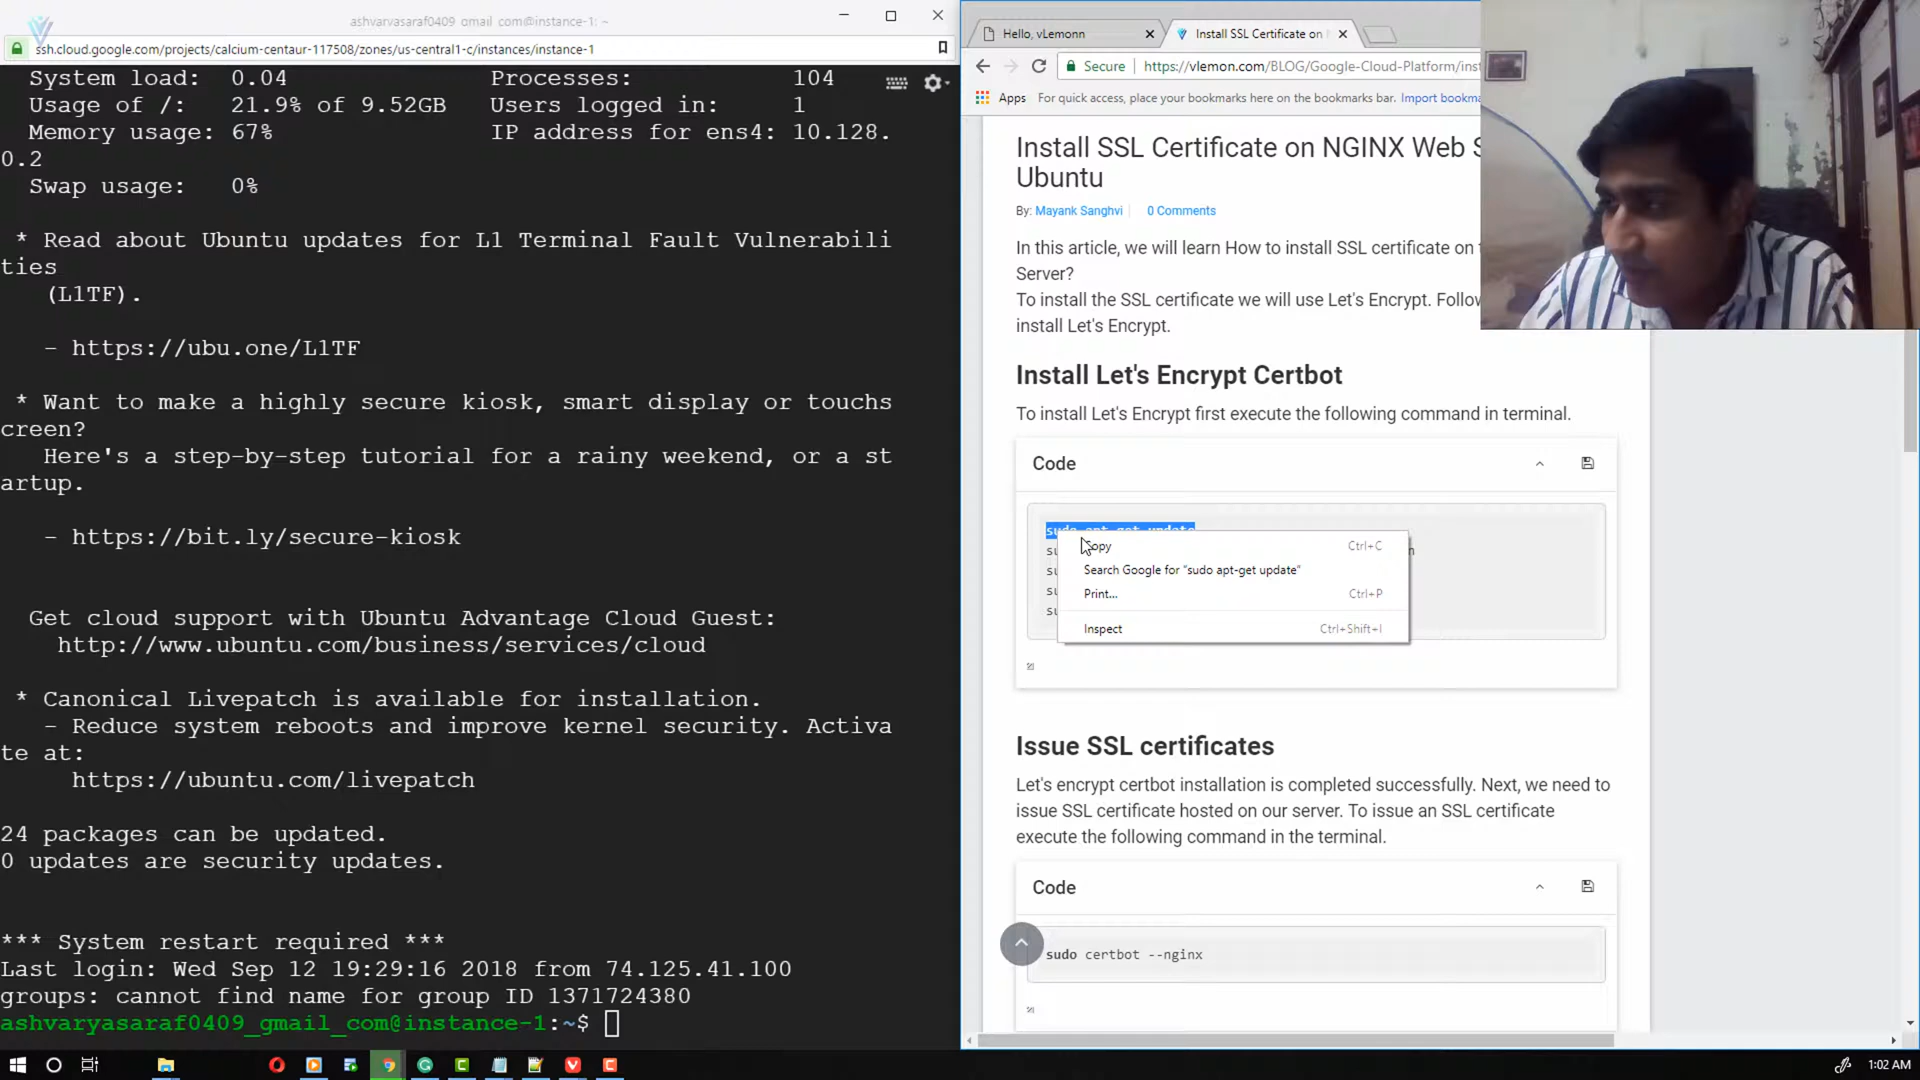 ashvaryasaraf0409_gmail_com@instance-1: ~
ssh.cloud.google.com/projects/calcium-centaur-117508/zones/us-central1-c/instances/instance-1
System load: 0.04 Processes: 104
Usage of /: 21.9% of 9.52GB Users logged in: 1
Memory usage: 67% IP address for ens4: 10.128.
0.2
Swap usage: 0%
* Read about Ubuntu updates for L1 Terminal Fault Vulnerabili
ties
(L1TF).
- https://ubu.one/L1TF
* Want to make a highly secure kiosk, smart display or touchs
creen?
Here's a step-by-step tutorial for a rainy weekend, or a st
artup.
- https://bit.ly/secure-kiosk
Get cloud support with Ubuntu Advantage Cloud Guest:
http://www.ubuntu.com/business/services/cloud
* Canonical Livepatch is available for installation.
- Reduce system reboots and improve kernel security. Activa
te at:
https://ubuntu.com/livepatch
24 packages can be updated.
0 updates are security updates.
*** System restart required ***
Last login: Wed Sep 12 19:29:16 2018 from 74.125.41.100
groups: cannot find name for group ID 1371724380
ashvaryasaraf0409_gmail_com@instance-1:~$
Hello, vLemonn
Install SSL Certificate on
Secure https://vlemon.com/BLOG/Google-Cloud-Platform/inst
Apps For quick access, place your bookmarks here on the bookmarks bar. Import bookma
Install SSL Certificate on NGINX Web S
Ubuntu
By: Mayank Sanghvi 0 Comments
In this article, we will learn How to install SSL certificate on
Server?
To install the SSL certificate we will use Let's Encrypt. Follo
install Let's Encrypt.
Install Let's Encrypt Certbot
To install Let's Encrypt first execute the following command in terminal.
Code
sudo apt-get update
su
su
su
su
Copy Ctrl+C
Search Google for "sudo apt-get update"
Print... Ctrl+P
Inspect Ctrl+Shift+I
Issue SSL certificates
Let's encrypt certbot installation is completed successfully. Next, we need to
issue SSL certificate hosted on our server. To issue an SSL certificate
execute the following command in the terminal.
Code
sudo certbot --nginx
1:02 AM